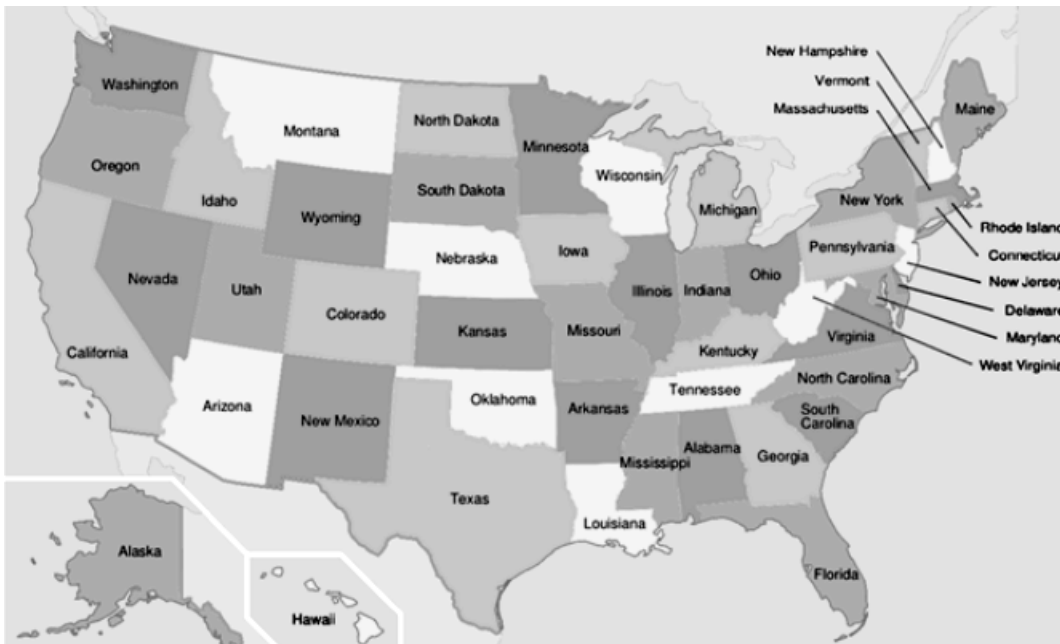 New Hampshire
Vermont
Massachusetts
Washington
Maine
Montana
North Dakota
Minnesota
Oregon
Wisconsin
South Dakota
Idaho
New York
Michigan
Wyoming
Rhode Island
Pennsylvania
Iowa
Connecticu
Nebraska
Ohio
Nevada
New Jersey
Utah
Illinois
Indiana
Colorado
Delaware
Kansas
Missouri
Virginia
Maryland
California
Kentucky
West Virginia
North Carolina
Tennessee
Oklahoma
Arizona
Arkansas
South
Carolina
New Mexico
Alabama
Georgia
Mississippi
Texas
Louisiana
Alaska
Florida
Hawaii